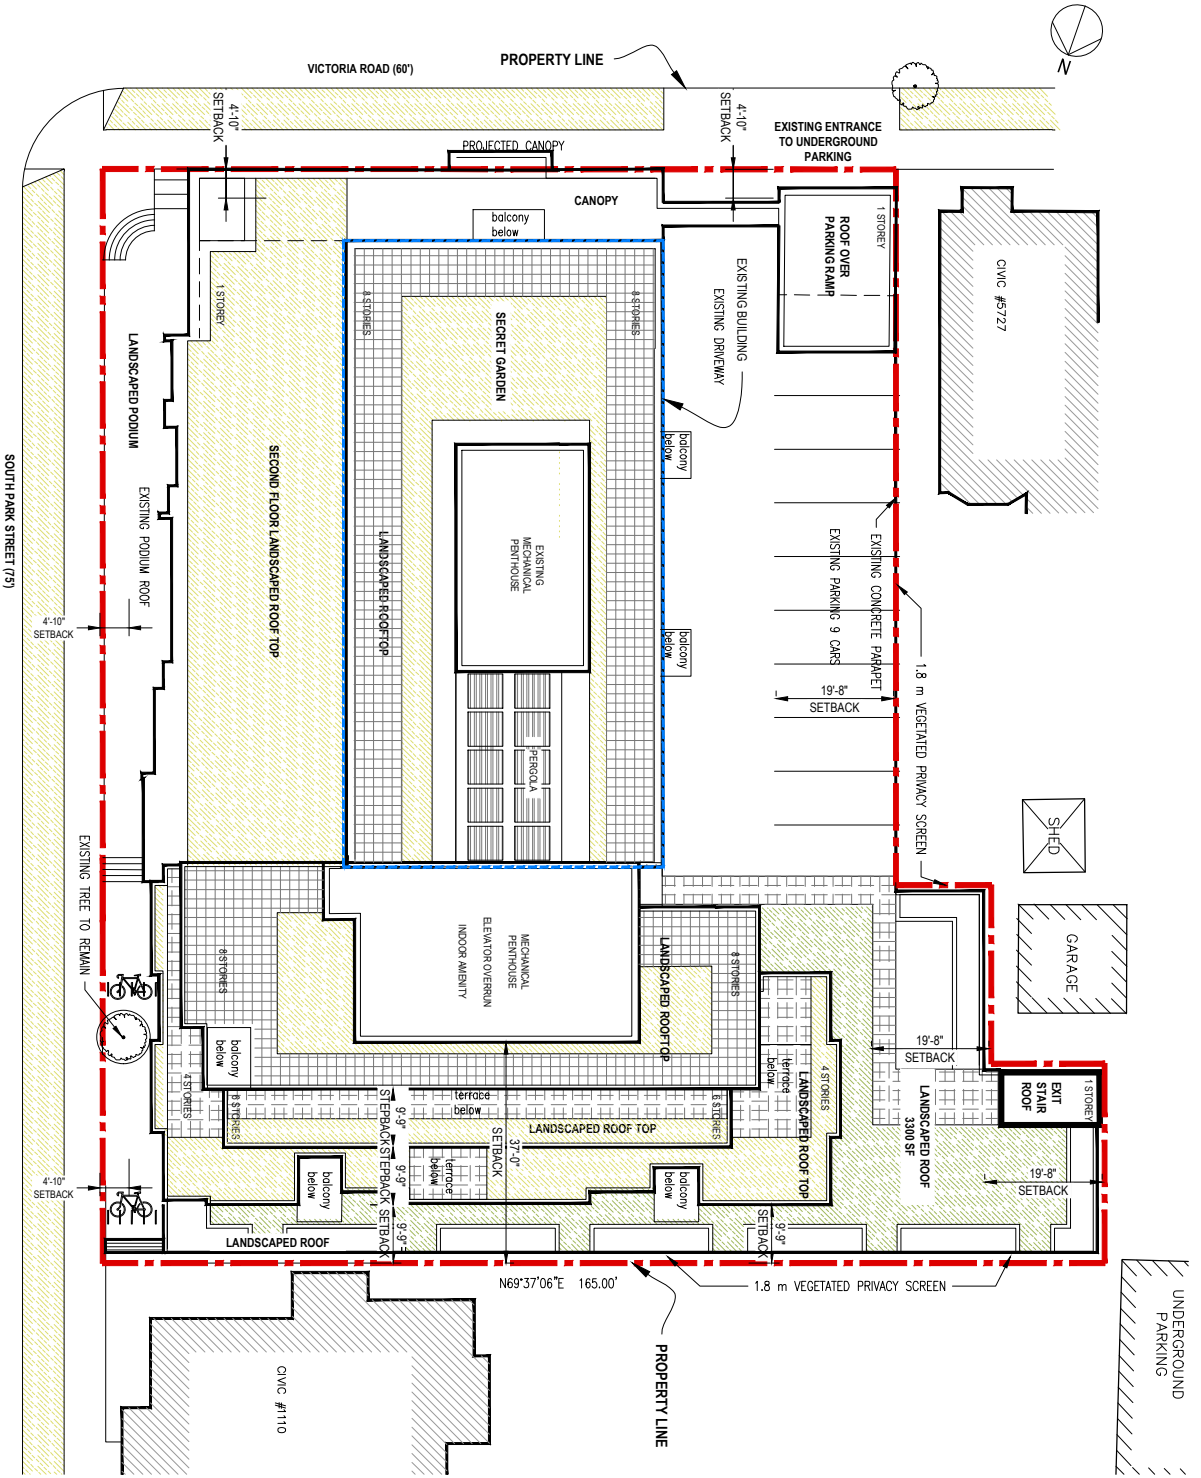 N
VICTORIA ROAD (60')
PROPERTY LINE
4'-10"
SETBACK
4'-10"
SETBACK
EXISTING ENTRANCE
TO UNDERGROUND
PARKING
PROJECTED CANOPY
CANOPY
balcony
below
1 STOREY
ROOF OVER
PARKING RAMP
CIVIC #5727
EXISTING BUILDING
EXISTING DRIVEWAY
1 STOREY
8 STORIES
8 STORIES
SECRET GARDEN
LANDSCAPED PODIUM
EXISTING PODIUM ROOF
SOUTH PARK STREET (75')
SECOND FLOOR LANDSCAPED ROOF TOP
LANDSCAPED ROOFTOP
EXISTING
MECHANICAL
PENTHOUSE
balcony
below
balcony
below
EXISTING CONCRETE PARAPET
EXISTING PARKING 9 CARS
4'-10"
SETBACK
19'-8"
SETBACK
1.8 m VEGETATED PRIVACY SCREEN
PERGOLA
SHED
GARAGE
EXISTING TREE TO REMAIN
8 STORIES
MECHANICAL
PENTHOUSE
ELEVATOR OVERRUN
INDOOR AMENITY
LANDSCAPED ROOFTOP
8 STORIES
19'-8"
SETBACK
balcony
below
4 STORIES
terrace
below
4 STORIES
LANDSCAPED ROOF TOP
LANDSCAPED ROOF
3300 SF
EXIT
STAIR
ROOF
1 STOREY
6 STORIES
terrace
below
6 STORIES
LANDSCAPED ROOF TOP
9'-9"
STEPBACK
9'-9"
STEPBACK
9'-9"
SETBACK
37'-0"
SETBACK
terrace
below
balcony
below
balcony
below
4'-10"
SETBACK
19'-8"
SETBACK
9'-9"
SETBACK
LANDSCAPED ROOF
N69°37'06"E 165.00'
1.8 m VEGETATED PRIVACY SCREEN
PROPERTY LINE
CIVIC #1110
UNDERGROUND
PARKING